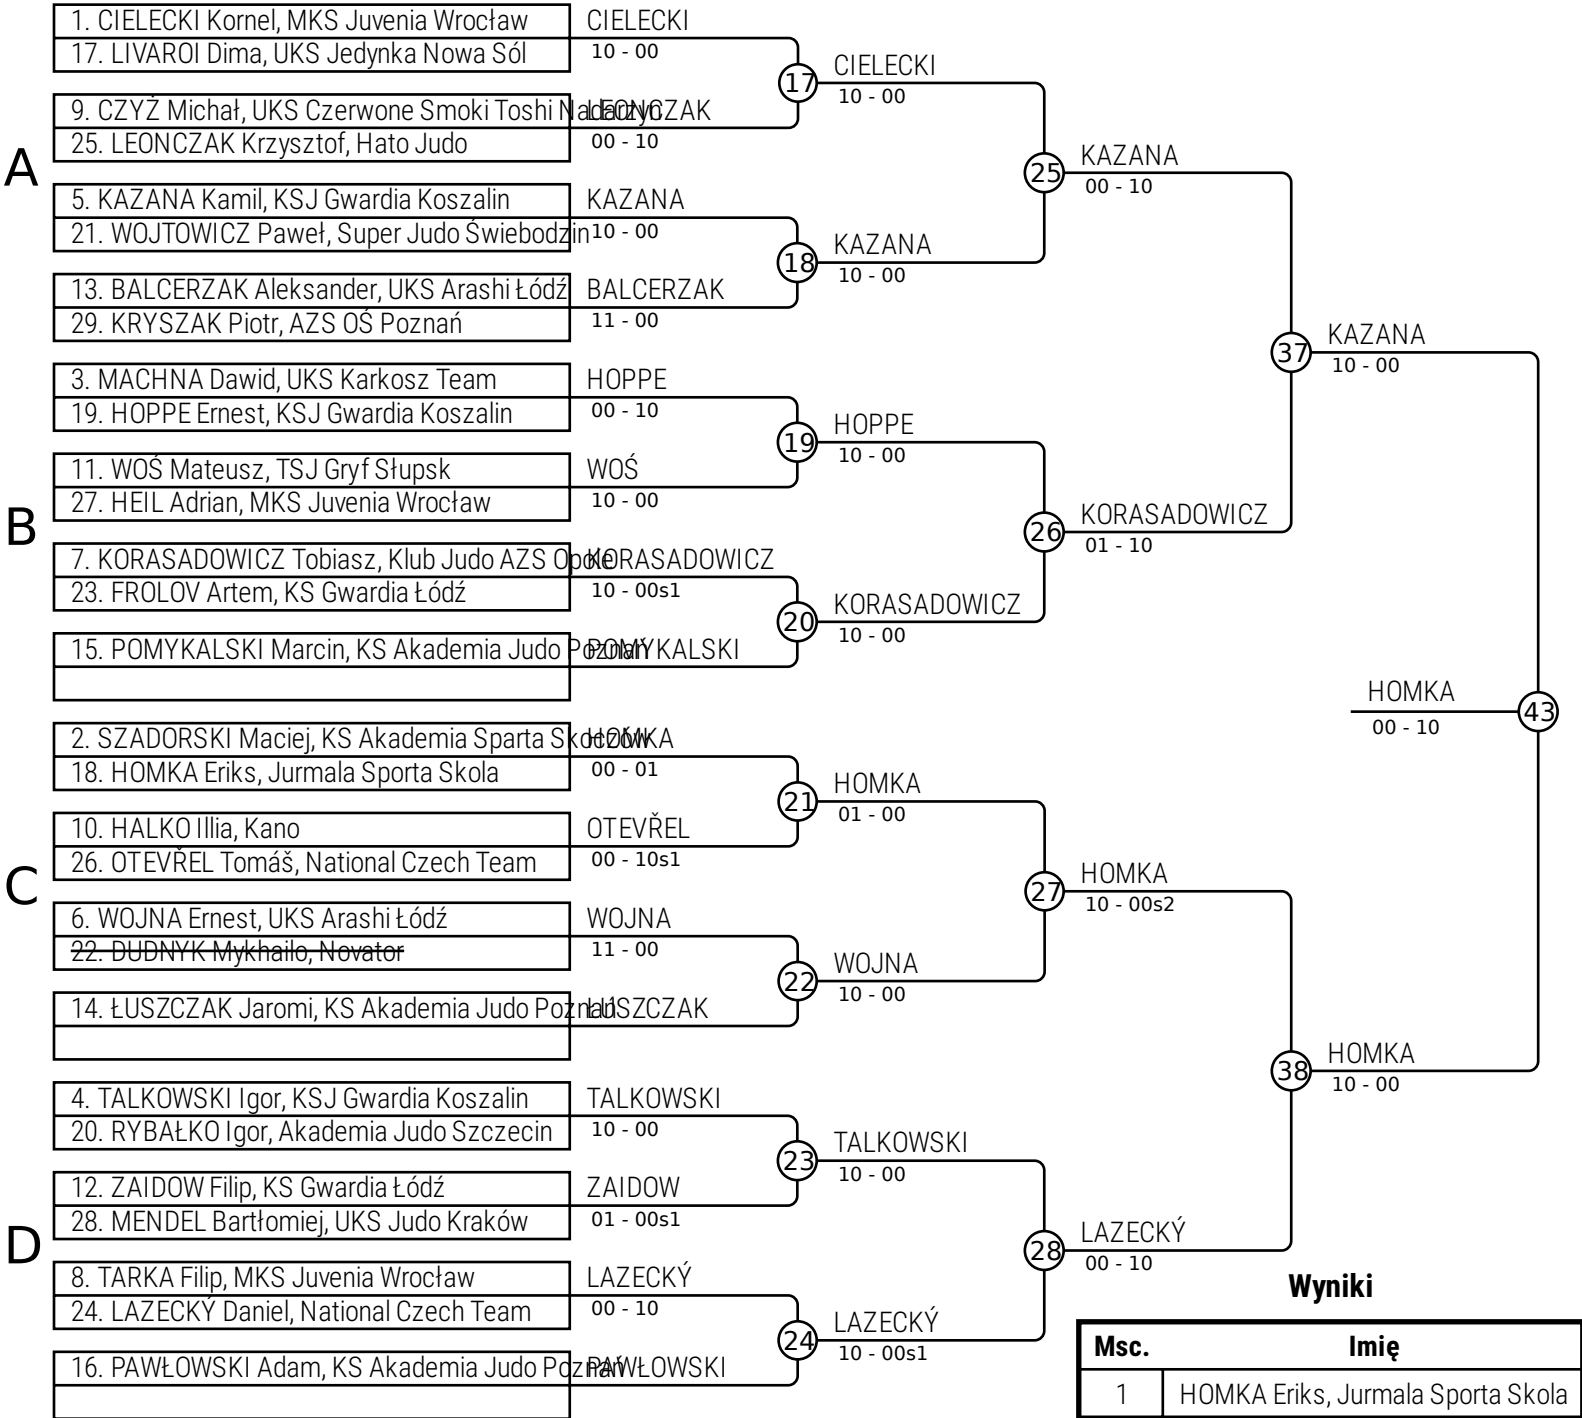 A
1. CIELECKI Kornel, MKS Juvenia Wrocław
17. LIVAROI Dima, UKS Jedynka Nowa Sól
9. CZYŻ Michał, UKS Czerwone Smoki Toshi Nadarzyn
25. LEONCZAK Krzysztof, Hato Judo
5. KAZANA Kamil, KSJ Gwardia Koszalin
21. WOJTOWICZ Paweł, Super Judo Świebodzin
13. BALCERZAK Aleksander, UKS Arashi Łódź
29. KRYSZAK Piotr, AZS OŚ Poznań
B
3. MACHNA Dawid, UKS Karkosz Team
19. HOPPE Ernest, KSJ Gwardia Koszalin
11. WOŚ Mateusz, TSJ Gryf Słupsk
27. HEIL Adrian, MKS Juvenia Wrocław
7. KORASADOWICZ Tobiasz, Klub Judo AZS Opole
23. FROLOV Artem, KS Gwardia Łódź
15. POMYKALSKI Marcin, KS Akademia Judo Poznań
C
2. SZADORSKI Maciej, KS Akademia Sparta Skoczów
18. HOMKA Eriks, Jurmala Sporta Skola
10. HALKO Illia, Kano
26. OTEVŘEL Tomáš, National Czech Team
6. WOJNA Ernest, UKS Arashi Łódź
22. DUDNYK Mykhailo, Novator
14. ŁUSZCZAK Jaromi, KS Akademia Judo Poznań
D
4. TALKOWSKI Igor, KSJ Gwardia Koszalin
20. RYBAŁKO Igor, Akademia Judo Szczecin
12. ZAIDOW Filip, KS Gwardia Łódź
28. MENDEL Bartłomiej, UKS Judo Kraków
8. TARKA Filip, MKS Juvenia Wrocław
24. LAZECKÝ Daniel, National Czech Team
16. PAWŁOWSKI Adam, KS Akademia Judo Poznań
CIELECKI
10 - 00
LEONCZAK
00 - 10
KAZANA
10 - 00
BALCERZAK
11 - 00
HOPPE
00 - 10
WOŚ
10 - 00
KORASADOWICZ
10 - 00s1
POMYKALSKI
HOMKA
00 - 01
OTEVŘEL
00 - 10s1
WOJNA
11 - 00
ŁUSZCZAK
TALKOWSKI
10 - 00
ZAIDOW
01 - 00s1
LAZECKÝ
00 - 10
PAWŁOWSKI
17
CIELECKI
10 - 00
18
KAZANA
10 - 00
19
HOPPE
10 - 00
20
KORASADOWICZ
10 - 00
21
HOMKA
01 - 00
22
WOJNA
10 - 00
23
TALKOWSKI
10 - 00
24
LAZECKÝ
10 - 00s1
25
KAZANA
00 - 10
26
KORASADOWICZ
01 - 10
27
HOMKA
10 - 00s2
28
LAZECKÝ
00 - 10
37
KAZANA
10 - 00
38
HOMKA
10 - 00
HOMKA
43
00 - 10
Wyniki
Msc. Imię
1 HOMKA Eriks, Jurmala Sporta Skola